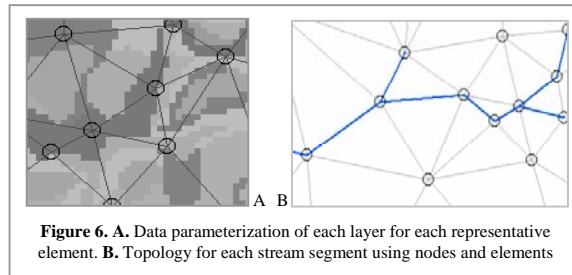 A B
Figure 6. A. Data parameterization of each layer for each representative
element. B. Topology for each stream segment using nodes and elements